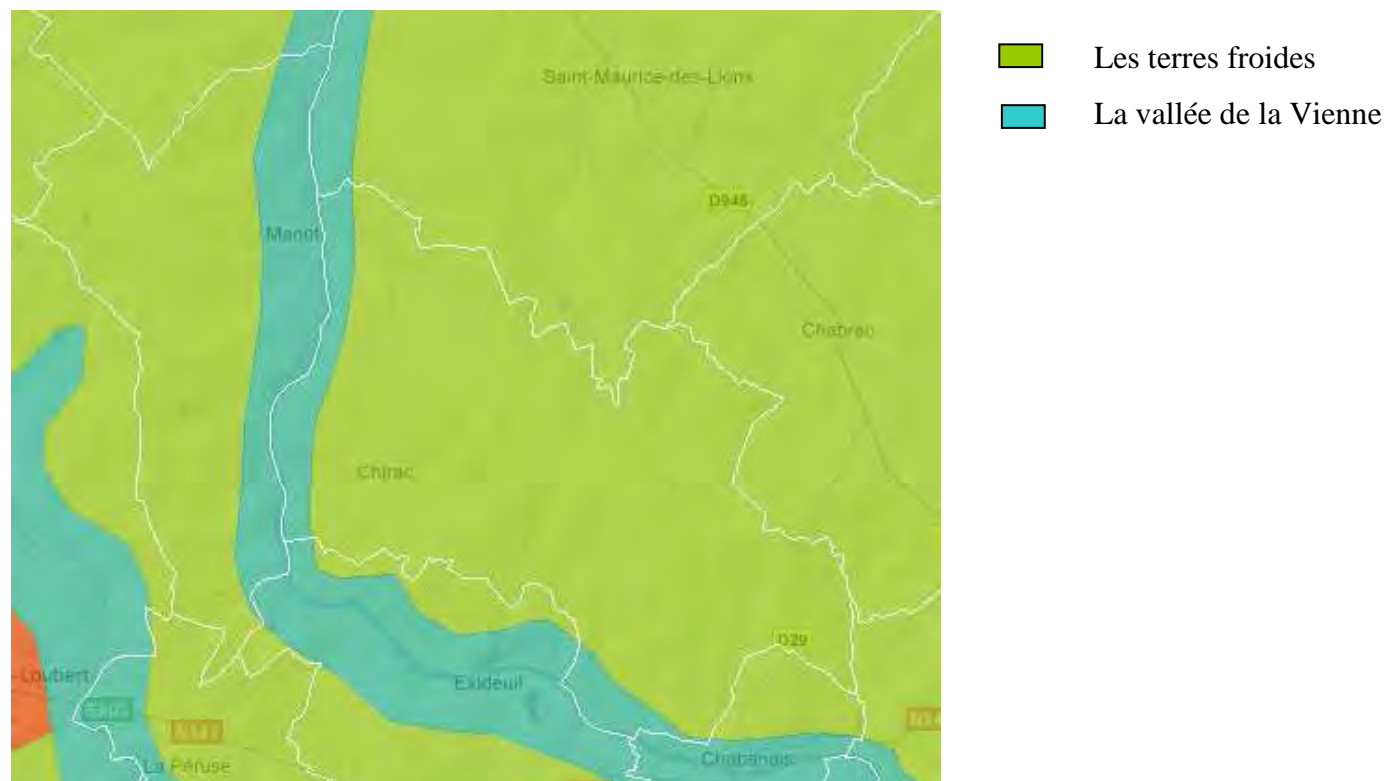 Saint-Maurice-des-Lions
Les terres froides
La vallée de la Vienne
D948
Manot
Chabrac
Chirac
D29
Loubert
Exideuil
Chabanais
La Péruse